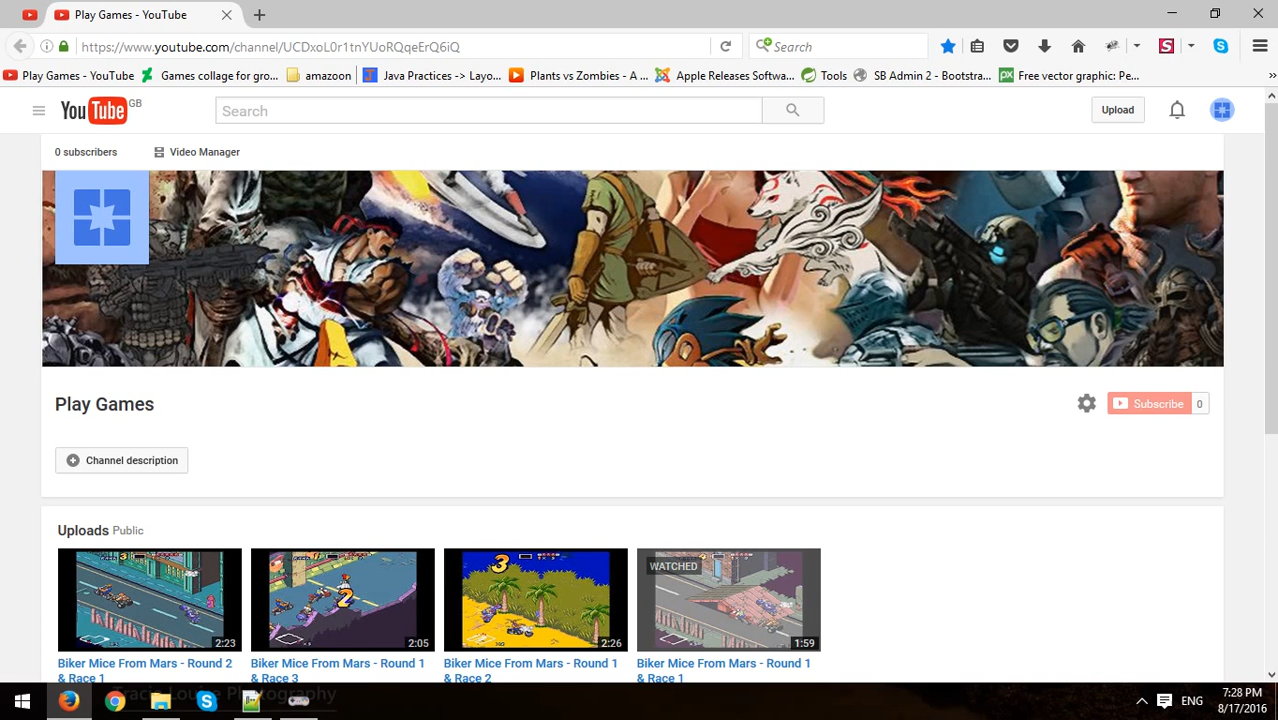 Play Games - YouTube
https://www.youtube.com/channel/UCDxoL0r1tnYUoRQqeErQ6iQ
Search
Play Games - YouTube
Games collage for gro...
amazoon
Java Practices -> Layo...
Plants vs Zombies - A ...
Apple Releases Softwa...
Tools
SB Admin 2 - Bootstra...
Free vector graphic: Pe...
YouTube GB
Search
Upload
0 subscribers
Video Manager
Play Games
Subscribe 0
Channel description
Uploads Public
3
2:23
2
2:05
3
2:26
WATCHED
1:59
Biker Mice From Mars - Round 2
& Race 1
Biker Mice From Mars - Round 1
& Race 3
Biker Mice From Mars - Round 1
& Race 2
Biker Mice From Mars - Round 1
& Race 1
ENG
7:28 PM
8/17/2016